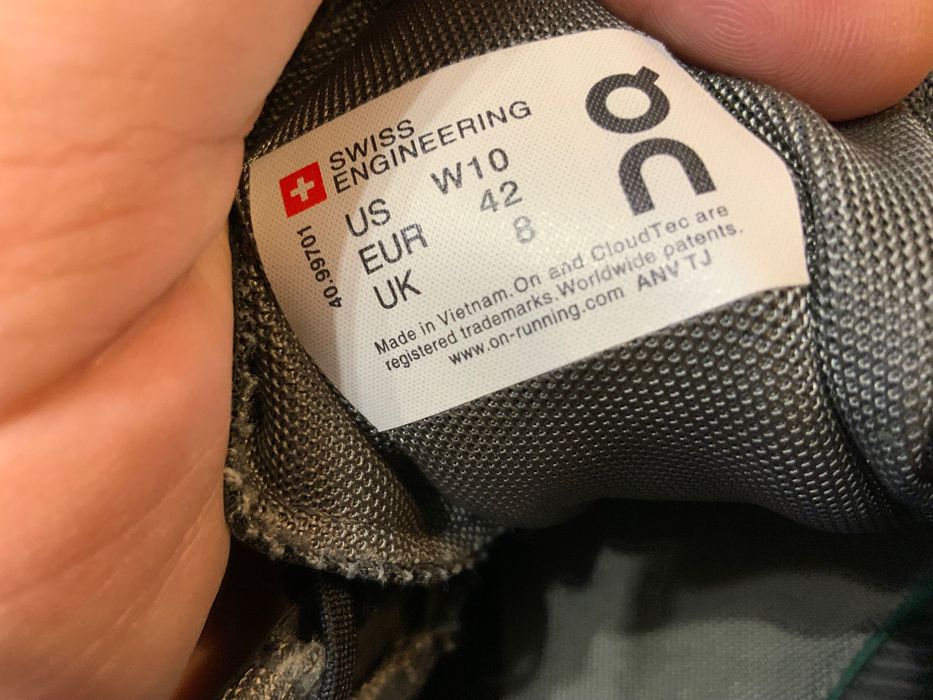 SWISS
ENGINEERING
US W10
EUR 42
UK 8
40.99701
On
Made in Vietnam.On and CloudTec are
registered trademarks.Worldwide patents.
www.on-running.com ANV TJ